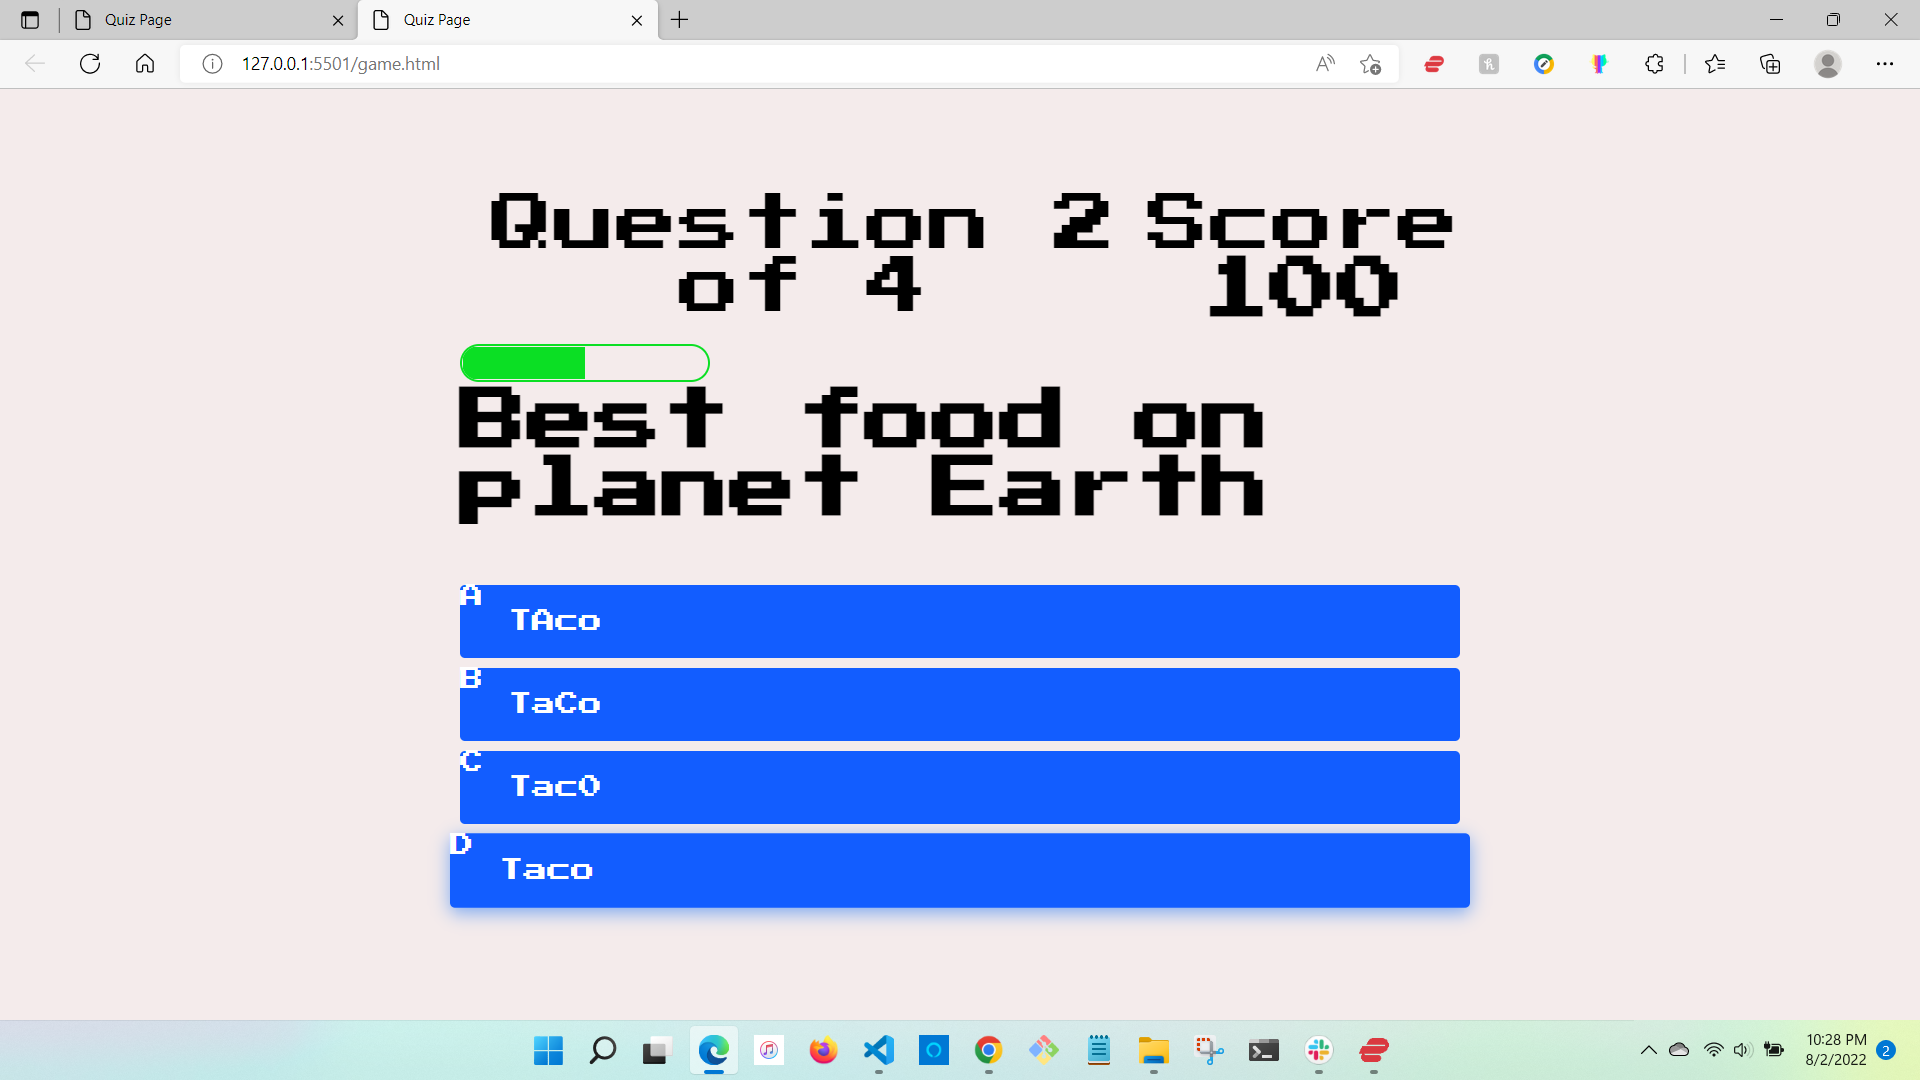 Quiz Page
Quiz Page
127.0.0.1:5501/game.html
Question 2
of 4
Score
100
Best food on
planet Earth
A
TAco
B
TaCo
C
TacO
D
Taco
10:28 PM
8/2/2022
2